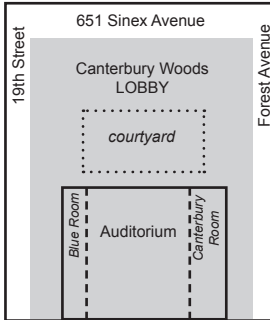 651 Sinex Avenue
19th Street
Forest Avenue
Canterbury Woods
LOBBY
courtyard
Blue Room
Auditorium
Canterbury
Room